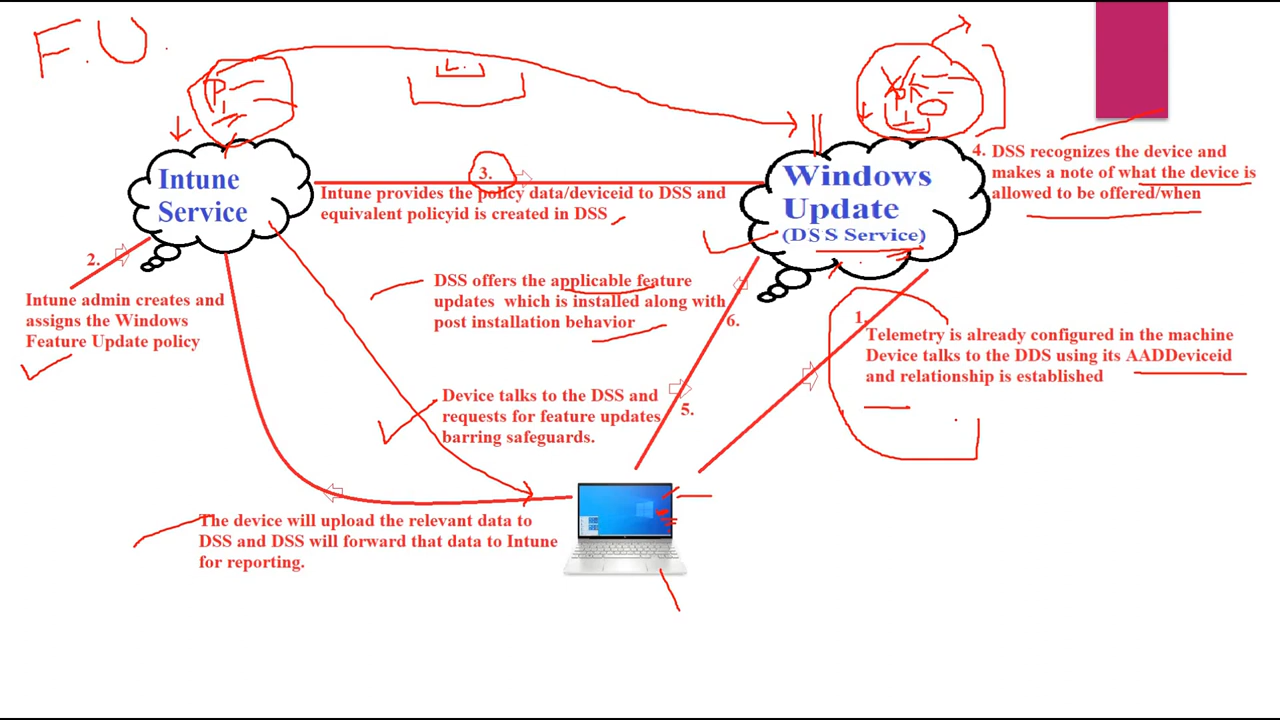 F.U.
P
L.
Intune
Service
Windows
Update
(DSS Service)
1.
Telemetry is already configured in the machine
Device talks to the DDS using its AADDeviceid
and relationship is established
2.
Intune admin creates and
assigns the Windows
Feature Update policy
3.
Intune provides the policy data/deviceid to DSS and
equivalent policyid is created in DSS
4. DSS recognizes the device and
makes a note of what the device is
allowed to be offered/when
5.
Device talks to the DSS and
requests for feature updates
barring safeguards.
6.
DSS offers the applicable feature
updates which is installed along with
post installation behavior
The device will upload the relevant data to
DSS and DSS will forward that data to Intune
for reporting.